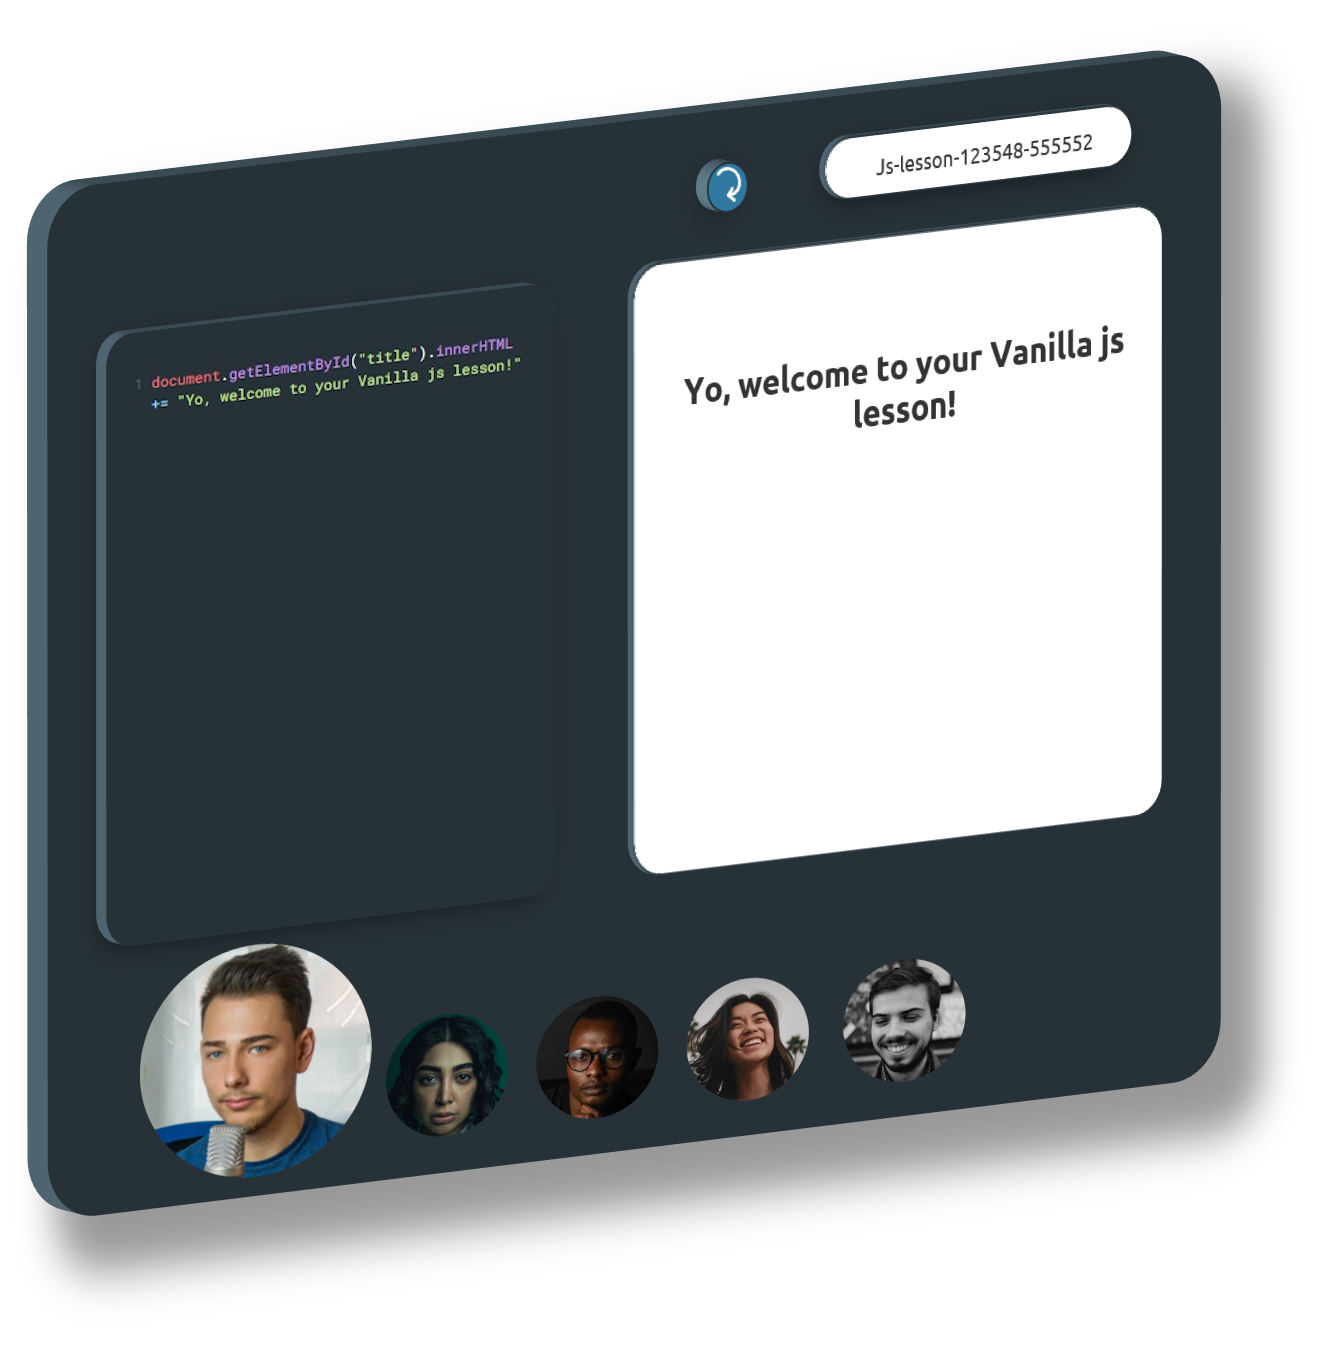 Js-lesson-123548-555552
1 document.getElementById("title").innerHTML
+= "Yo, welcome to your Vanilla js lesson!"
Yo, welcome to your Vanilla js
lesson!